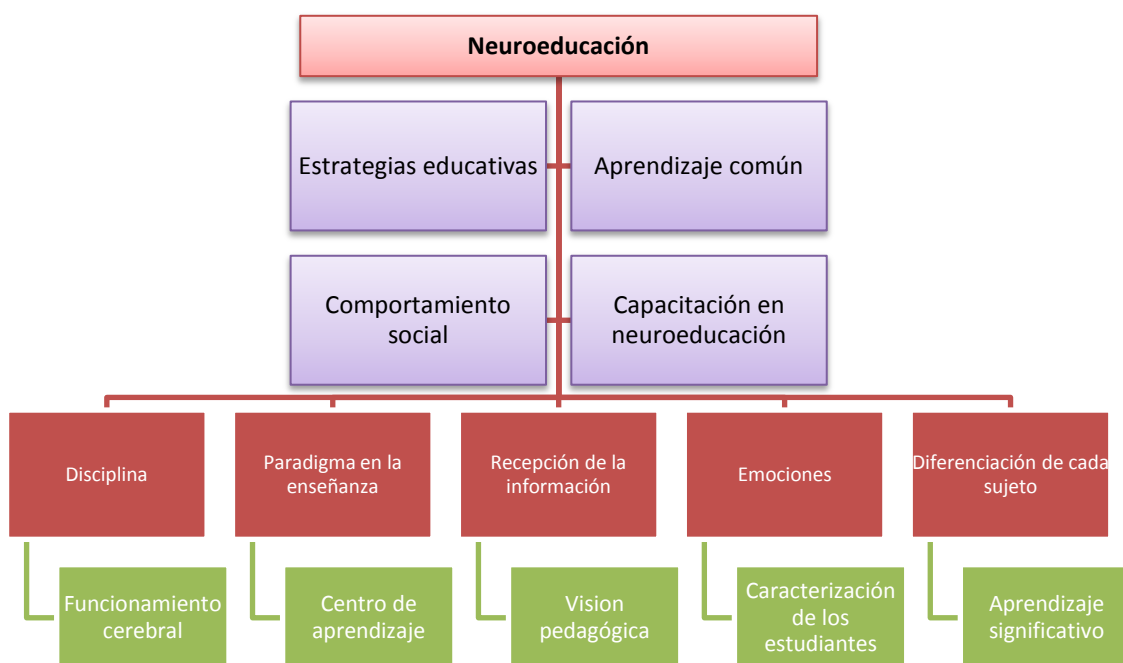 Neuroeducación
Estrategias educativas
Aprendizaje común
Comportamiento
social
Capacitación en
neuroeducación
Disciplina
Paradigma en la
enseñanza
Recepción de la
información
Emociones
Diferenciación de cada
sujeto
Funcionamiento
cerebral
Centro de
aprendizaje
Vision
pedagógica
Caracterización
de los
estudiantes
Aprendizaje
significativo